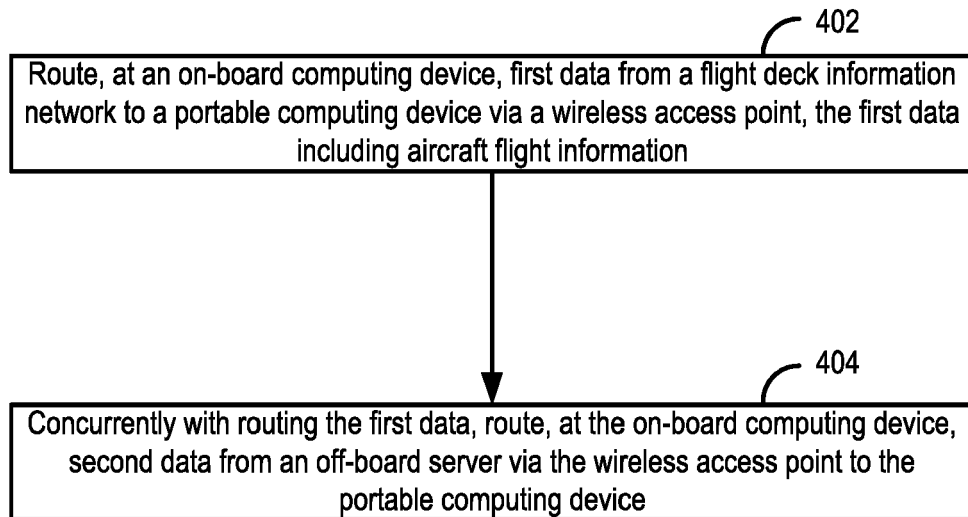 402
Route, at an on-board computing device, first data from a flight deck information
network to a portable computing device via a wireless access point, the first data
including aircraft flight information
404
Concurrently with routing the first data, route, at the on-board computing device,
second data from an off-board server via the wireless access point to the
portable computing device